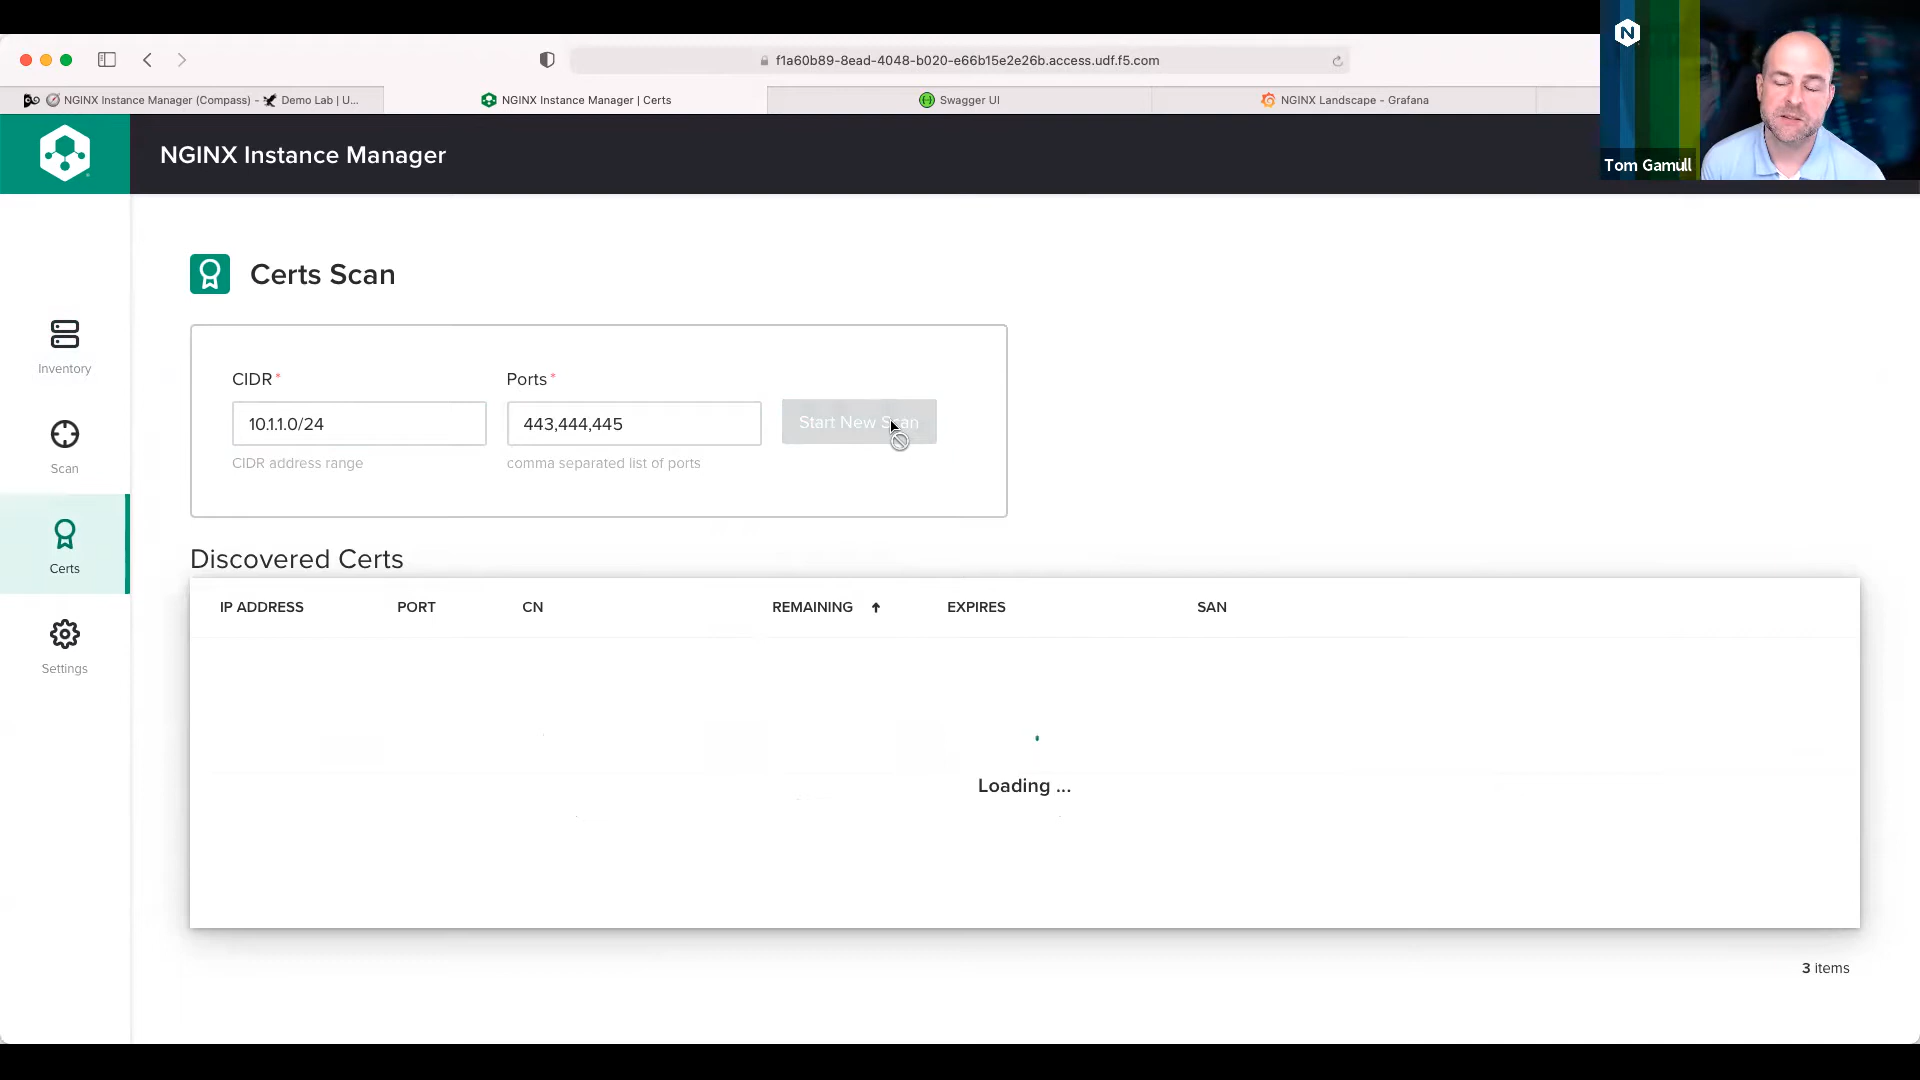 f1a60b89-8ead-4048-b020-e66b15e2e26b.access.udf.f5.com
NGINX Instance Manager (Compass) – Demo Lab | U...
NGINX Instance Manager | Certs
Swagger UI
NGINX Landscape - Grafana
N
Tom Gamull
NGINX Instance Manager
Certs Scan
Inventory
Scan
Certs
Settings
CIDR *
Ports *
10.1.1.0/24
443,444,445
Start New Scan
CIDR address range
comma separated list of ports
Discovered Certs
IP ADDRESS PORT CN REMAINING EXPIRES SAN
Loading ...
3 items